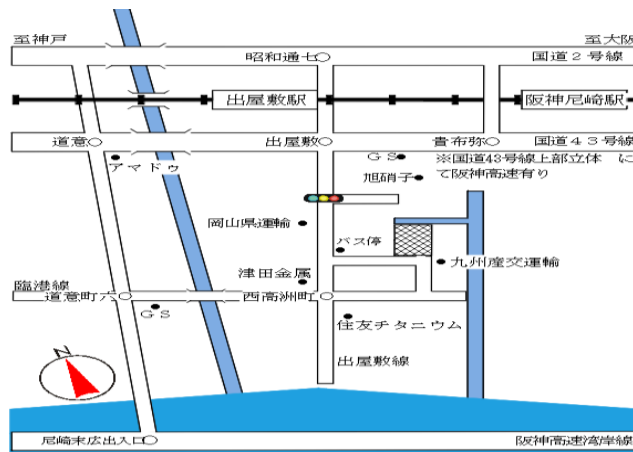 至神戸
至大阪
昭和通七
国道２号線
出屋敷駅
阪神尼崎駅
道意
出屋敷
貴布弥
国道４３号線
アマドゥ
ＧＳ
※国道43号線上部立体　に
て阪神高速有り
旭硝子
岡山県運輸
バス停
九州産交運輸
津田金属
臨港線
道意町六
西高洲町
ＧＳ
住友チタニウム
出屋敷線
N
尼崎末広出入口
阪神高速湾岸線